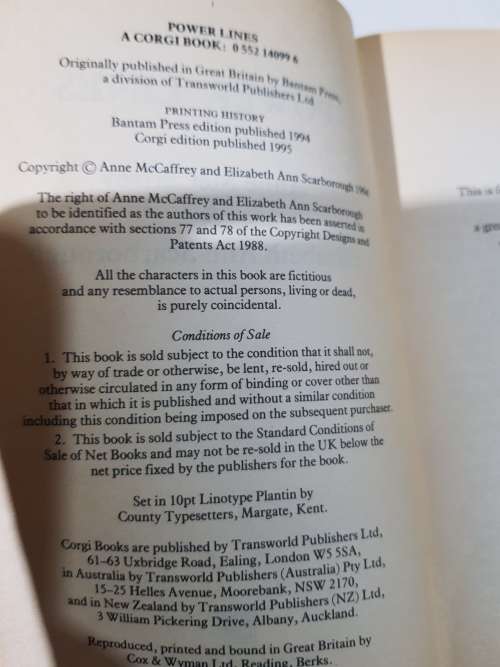 POWER LINES
A CORGI BOOK: 0 552 14099 6
Originally published in Great Britain by Bantam Press,
a division of Transworld Publishers Ltd
PRINTING HISTORY
Bantam Press edition published 1994
Corgi edition published 1995
Copyright © Anne McCaffrey and Elizabeth Ann Scarborough 1994
The right of Anne McCaffrey and Elizabeth Ann Scarborough
to be identified as the authors of this work has been asserted in
accordance with sections 77 and 78 of the Copyright Designs and
Patents Act 1988.
All the characters in this book are fictitious
and any resemblance to actual persons, living or dead,
is purely coincidental.
Conditions of Sale
1. This book is sold subject to the condition that it shall not,
by way of trade or otherwise, be lent, re-sold, hired out or
otherwise circulated in any form of binding or cover other than
that in which it is published and without a similar condition
including this condition being imposed on the subsequent purchaser.
2. This book is sold subject to the Standard Conditions of
Sale of Net Books and may not be re-sold in the UK below the
net price fixed by the publishers for the book.
Set in 10pt Linotype Plantin by
County Typesetters, Margate, Kent.
Corgi Books are published by Transworld Publishers Ltd,
61–63 Uxbridge Road, Ealing, London W5 5SA,
in Australia by Transworld Publishers (Australia) Pty Ltd,
15–25 Helles Avenue, Moorebank, NSW 2170,
and in New Zealand by Transworld Publishers (NZ) Ltd,
3 William Pickering Drive, Albany, Auckland.
Reproduced, printed and bound in Great Britain by
Cox & Wyman Ltd, Reading, Berks.
This is
a